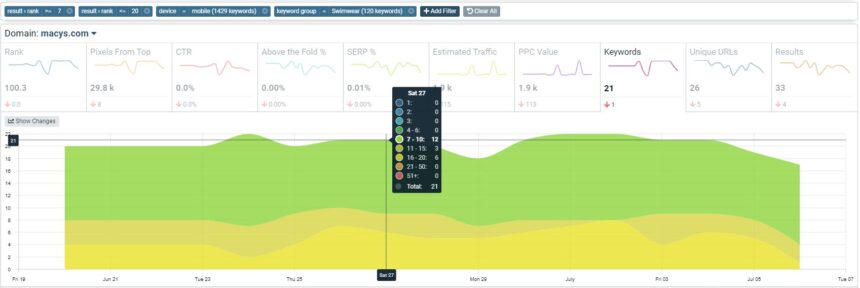 result › rank >= 7 result › rank <= 20 device = mobile (1429 keywords) keyword group = Swimwear (120 keywords) Add Filter Clear All
Domain: macys.com
Rank Pixels From Top CTR Above the Fold % SERP % Estimated Traffic PPC Value Keywords Unique URLs Results
100.3 29.8 k 0.0% 0.00% 0.01% 1.9 k 21 26 33
0.0 8 0.0% 0.00% 0.00% 115 113 1 5 4
Show Changes
Sat 27
1: 0
2: 0
3: 0
4 - 6: 0
7 - 10: 12
11 - 15: 3
16 - 20: 6
21 - 50: 0
51+: 0
Total: 21
22
21
20
18
16
14
12
10
8
6
4
2
0
Fri 19 Jun 21 Tue 23 Thu 25 Sat 27 Mon 29 July Fri 03 Jul 05 Tue 07